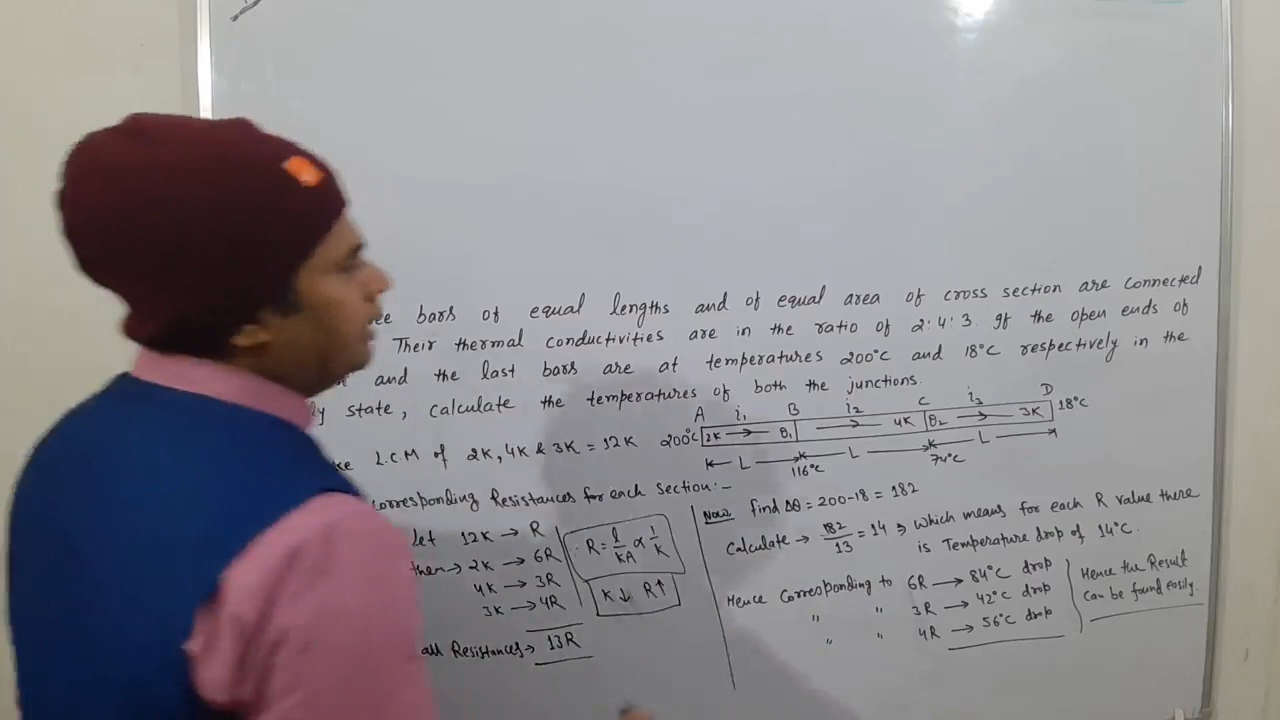 bars of equal lengths and of equal area of cross section are connected
Their thermal conductivities are in the ratio of 2:4:3. If the open ends of
and the last bars are at temperatures 200°C and 18°C respectively in the
state, calculate the temperatures of both the junctions.
A i₁ B i₂ C i₃ D
L.C.M of 2K, 4K & 3K = 12K
200°C 2K → θ₁ → 4K θ₂ → 3K 18°C
L L L
116°C 74°C
corresponding Resistances for each section:-
let 12K → R
then → 2K → 6R
4K → 3R
3K → 4R
all Resistances → 13R
∵ R = l/KA ∝ 1/K
K↓ R↑
Now find Δθ = 200-18 = 182
Calculate → 182/13 = 14 ⇒ which means for each R value there
is Temperature drop of 14°C.
Hence Corresponding to 6R → 84°C drop
" " 3R → 42°C drop
" " 4R → 56°C drop
Hence the Result
can be found easily.